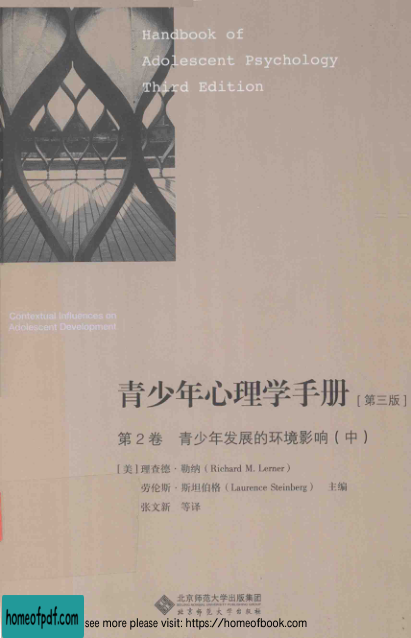 Handbook of
Adolescent Psychology
Third Edition
Contextual Influences on
Adolescent Development
青少年心理学手册[第三版]
第2卷 青少年发展的环境影响(中)
[美]理查德·勒纳(Richard M. Lerner)
劳伦斯·斯坦伯格(Laurence Steinberg) 主编
张文新 等译
北京师范大学出版集团
北京师范大学出版社
homeofpdf.com
see more please visit: https://homeofbook.com